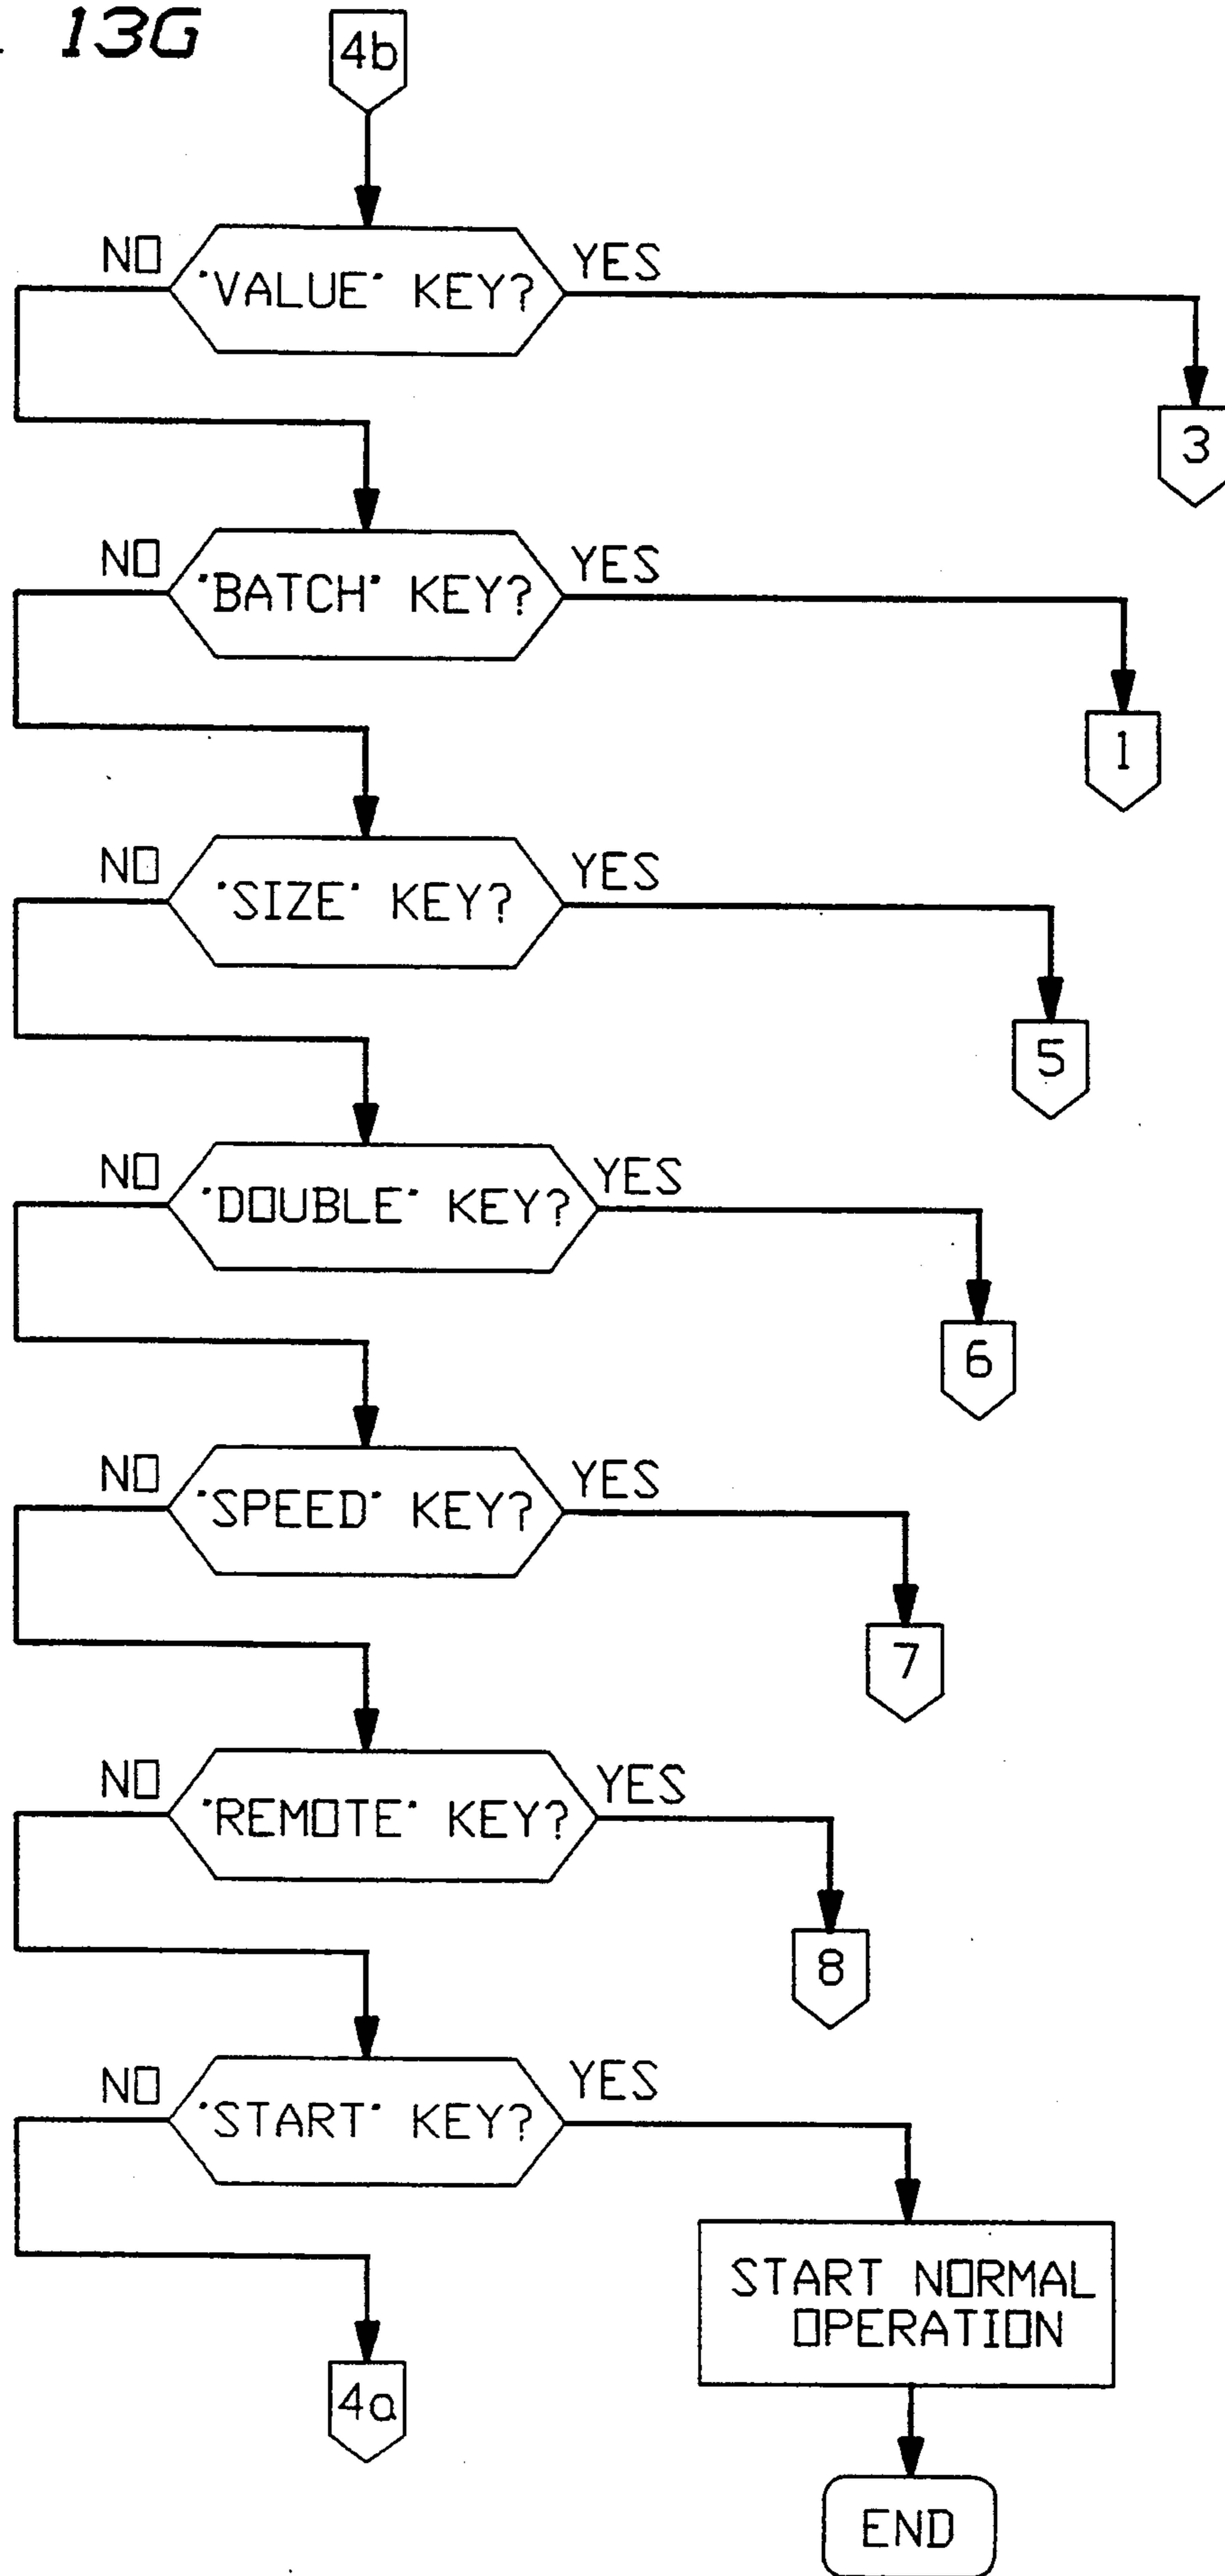 13G
4b
NO "VALUE" KEY? YES
3
NO "BATCH" KEY? YES
1
NO "SIZE" KEY? YES
5
NO "DOUBLE" KEY? YES
6
NO "SPEED" KEY? YES
7
NO "REMOTE" KEY? YES
8
NO "START" KEY? YES
START NORMAL
OPERATION
4a
END